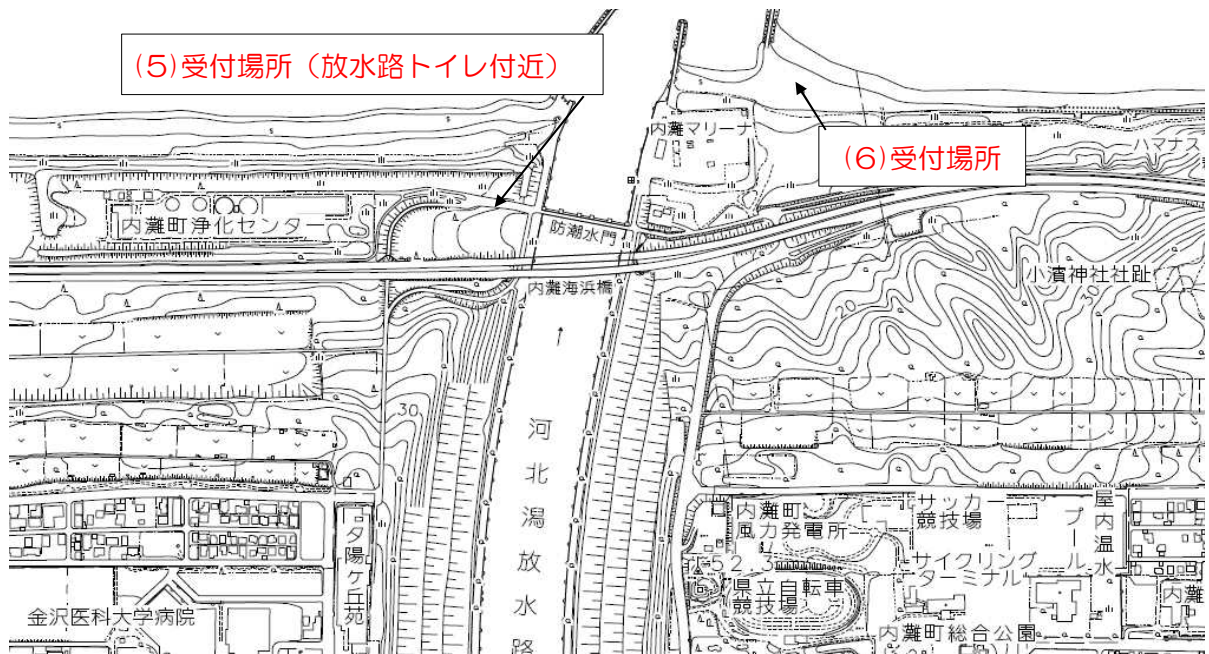 (5)受付場所（放水路トイレ付近）
(6)受付場所
内灘マリーナ
ハマナス
内灘町浄化センター
防潮水門
内灘海浜橋
小濱神社社趾
20
30
30
河北潟放水路
内灘町
風力発電所
サッカー
競技場
屋内温水
プール
52.3
サイクリング
ターミナル
県立自転車
競技場
夕陽ヶ丘苑
金沢医科大学病院
内灘町総合公園
内灘